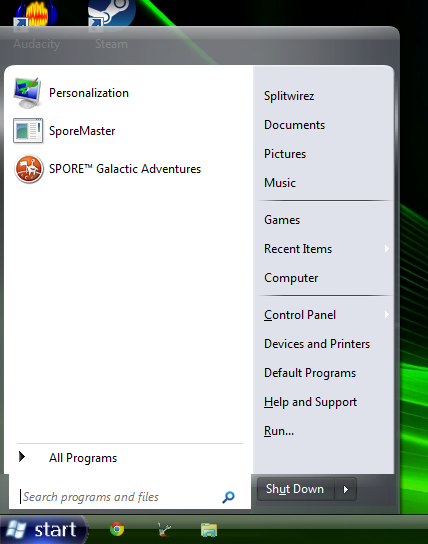 Audacity
Steam
Personalization
SporeMaster
SPORE™ Galactic Adventures
All Programs
Search programs and files
Splitwirez
Documents
Pictures
Music
Games
Recent Items
Computer
Control Panel
Devices and Printers
Default Programs
Help and Support
Run...
Shut Down
start